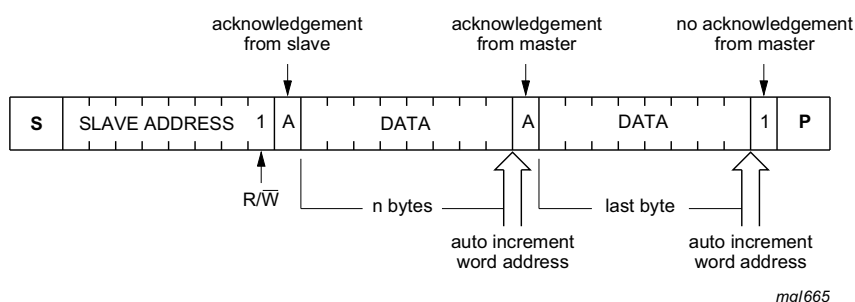 acknowledgement
from slave
acknowledgement
from master
no acknowledgement
from master
S SLAVE ADDRESS 1 A DATA A DATA 1 P
R/W̅
n bytes
last byte
auto increment
word address
auto increment
word address
mgl665